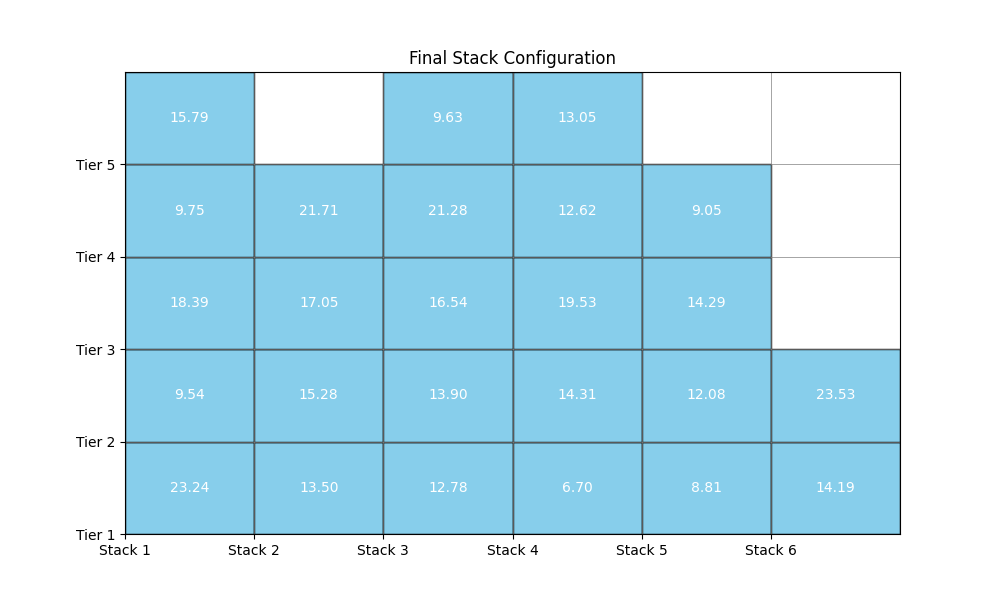 Final Stack Configuration
15.79 9.63 13.05
Tier 5
9.75 21.71 21.28 12.62 9.05
Tier 4
18.39 17.05 16.54 19.53 14.29
Tier 3
9.54 15.28 13.90 14.31 12.08 23.53
Tier 2
23.24 13.50 12.78 6.70 8.81 14.19
Tier 1
Stack 1 Stack 2 Stack 3 Stack 4 Stack 5 Stack 6